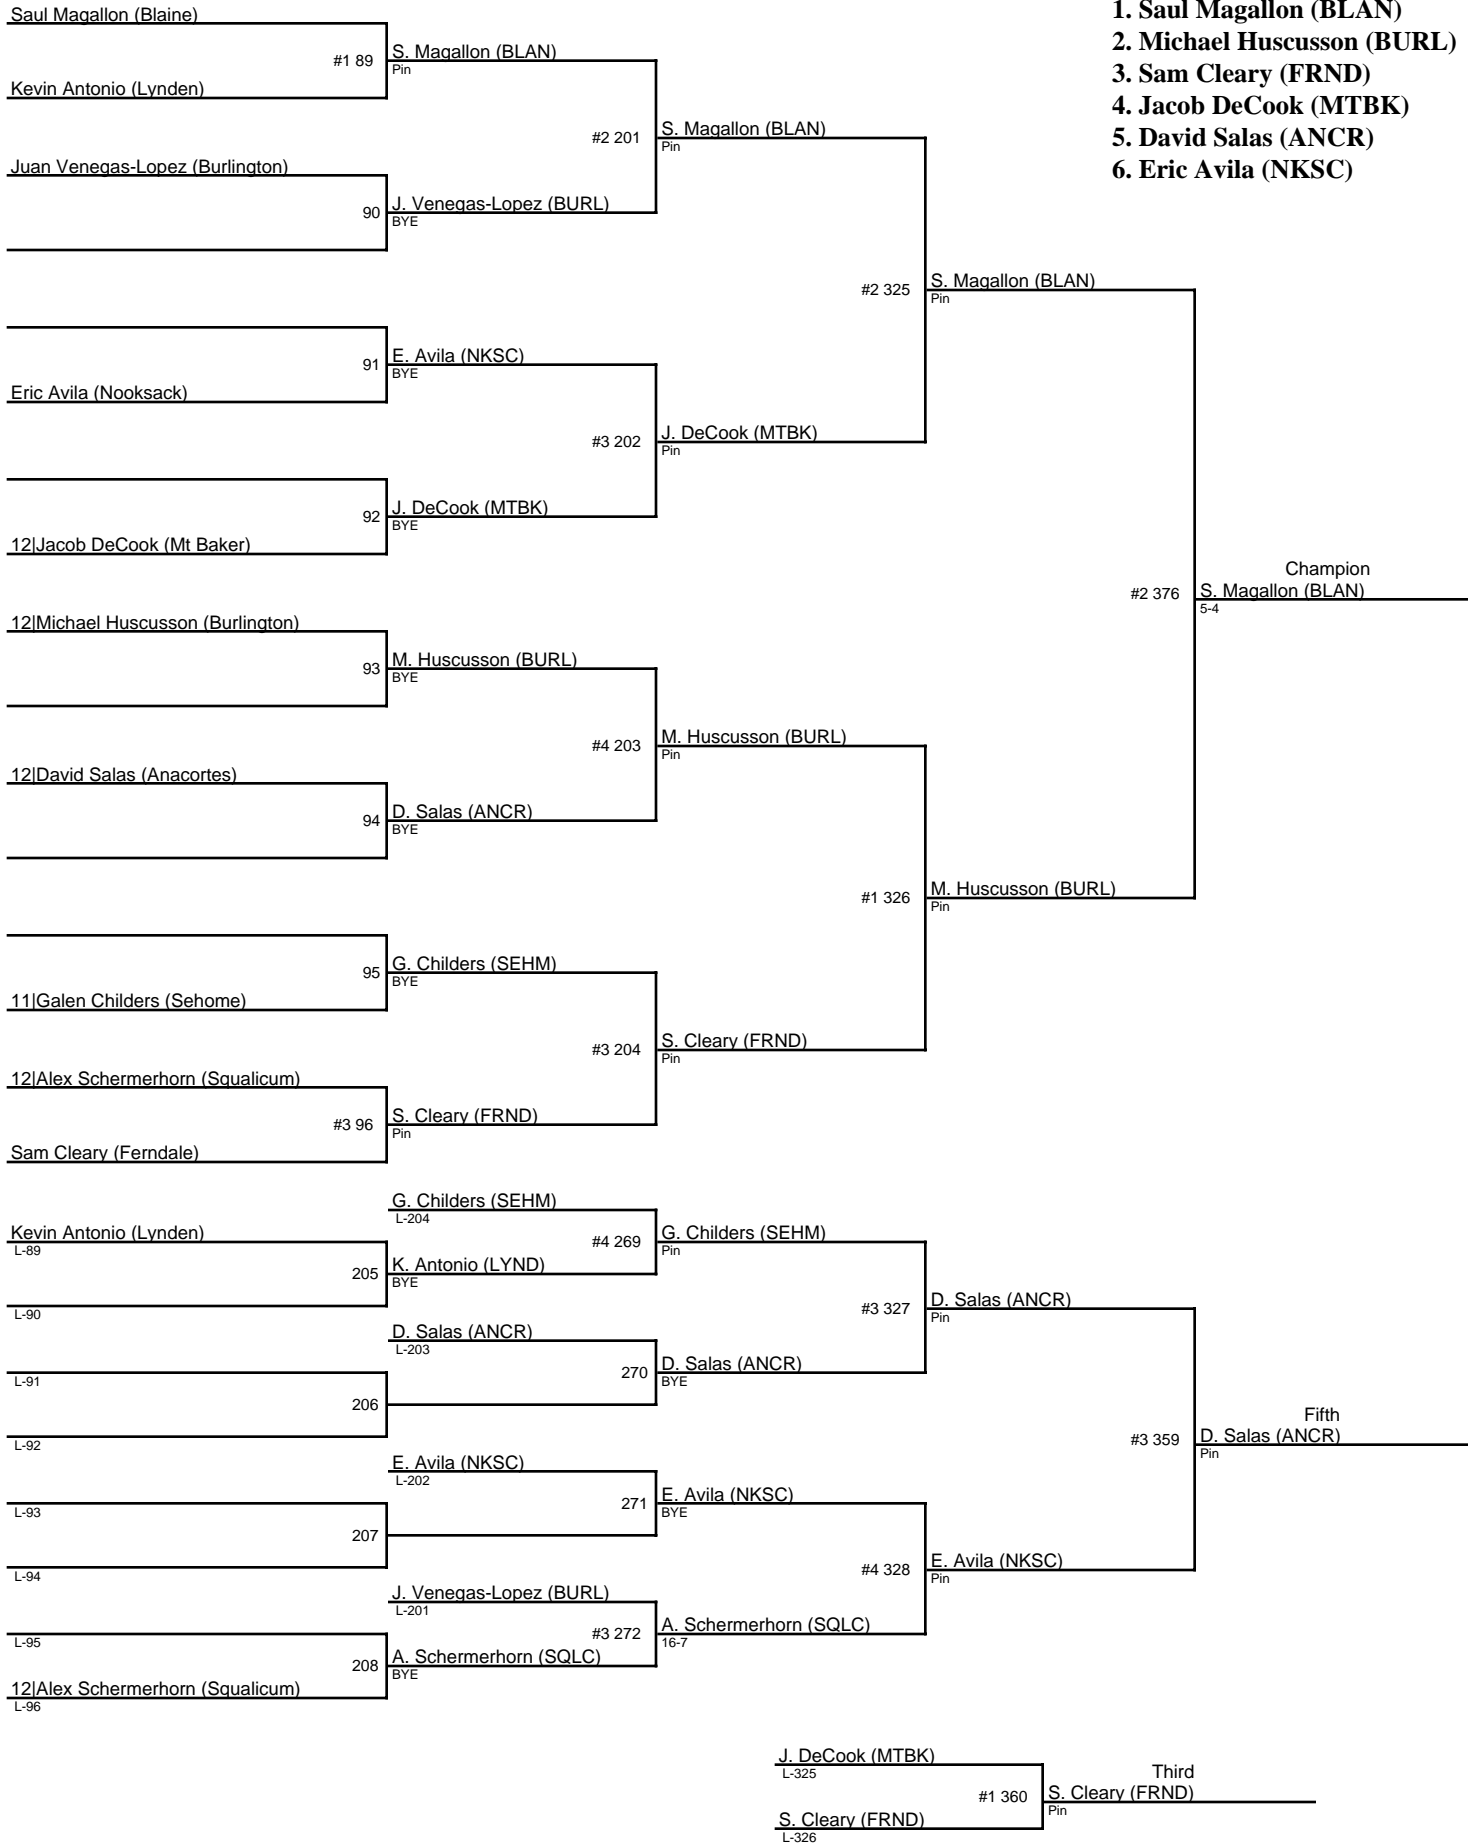 Saul Magallon (Blaine)
#1 89
S. Magallon (BLAN)
Pin
Kevin Antonio (Lynden)
#2 201
S. Magallon (BLAN)
Pin
Juan Venegas-Lopez (Burlington)
90
J. Venegas-Lopez (BURL)
BYE
#2 325
S. Magallon (BLAN)
Pin
91
E. Avila (NKSC)
BYE
Eric Avila (Nooksack)
#3 202
J. DeCook (MTBK)
Pin
92
J. DeCook (MTBK)
BYE
12|Jacob DeCook (Mt Baker)
Champion
#2 376
S. Magallon (BLAN)
5-4
12|Michael Huscusson (Burlington)
93
M. Huscusson (BURL)
BYE
#4 203
M. Huscusson (BURL)
Pin
12|David Salas (Anacortes)
94
D. Salas (ANCR)
BYE
#1 326
M. Huscusson (BURL)
Pin
95
G. Childers (SEHM)
BYE
11|Galen Childers (Sehome)
#3 204
S. Cleary (FRND)
Pin
12|Alex Schermerhorn (Squalicum)
#3 96
S. Cleary (FRND)
Pin
Sam Cleary (Ferndale)
1. Saul Magallon (BLAN)
2. Michael Huscusson (BURL)
3. Sam Cleary (FRND)
4. Jacob DeCook (MTBK)
5. David Salas (ANCR)
6. Eric Avila (NKSC)
G. Childers (SEHM)
L-204
Kevin Antonio (Lynden)
L-89
#4 269
G. Childers (SEHM)
Pin
205
K. Antonio (LYND)
BYE
L-90
#3 327
D. Salas (ANCR)
Pin
D. Salas (ANCR)
L-203
270
D. Salas (ANCR)
BYE
L-91
206
L-92
Fifth
#3 359
D. Salas (ANCR)
Pin
E. Avila (NKSC)
L-202
271
E. Avila (NKSC)
BYE
L-93
207
L-94
#4 328
E. Avila (NKSC)
Pin
J. Venegas-Lopez (BURL)
L-201
#3 272
A. Schermerhorn (SQLC)
16-7
L-95
208
A. Schermerhorn (SQLC)
BYE
12|Alex Schermerhorn (Squalicum)
L-96
J. DeCook (MTBK)
L-325
Third
#1 360
S. Cleary (FRND)
Pin
S. Cleary (FRND)
L-326